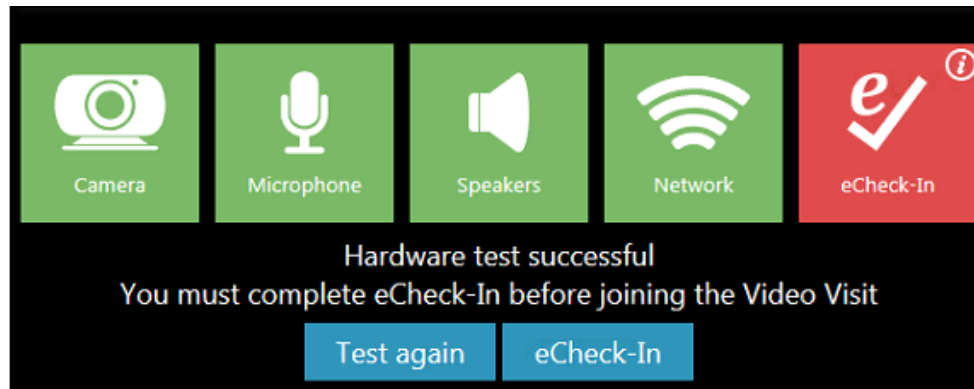 Camera
Microphone
Speakers
Network
eCheck-In
Hardware test successful
You must complete eCheck-In before joining the Video Visit
Test again
eCheck-In